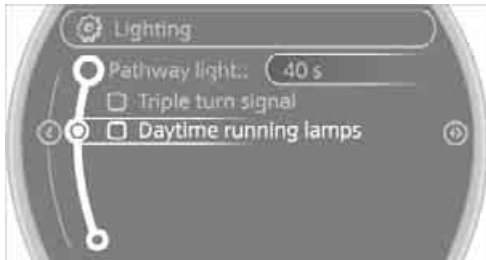 Lighting
Pathway light.: 40 s
Triple turn signal
Daytime running lamps